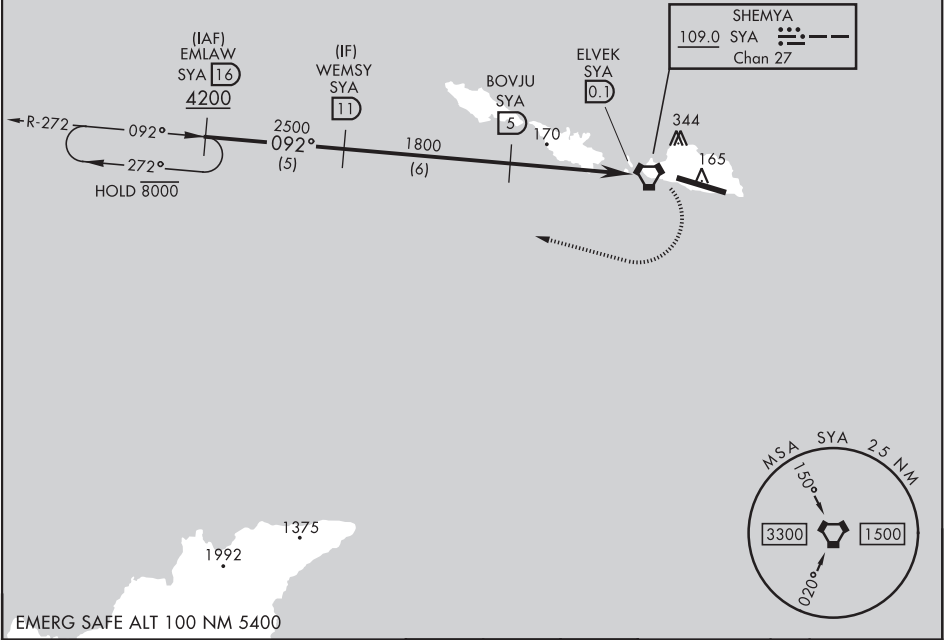 SHEMYA
109.0 SYA
Chan 27
(IAF)
EMLAW
SYA 16
4200
(IF)
WEMSY
SYA
11
BOVJU
SYA
5
ELVEK
SYA
0.1
R-272
092°
272°
HOLD 8000
2500
092°
(5)
1800
(6)
170
344
165
MSA SYA 25 NM
150°
3300
1500
020°
1375
1992
EMERG SAFE ALT 100 NM 5400